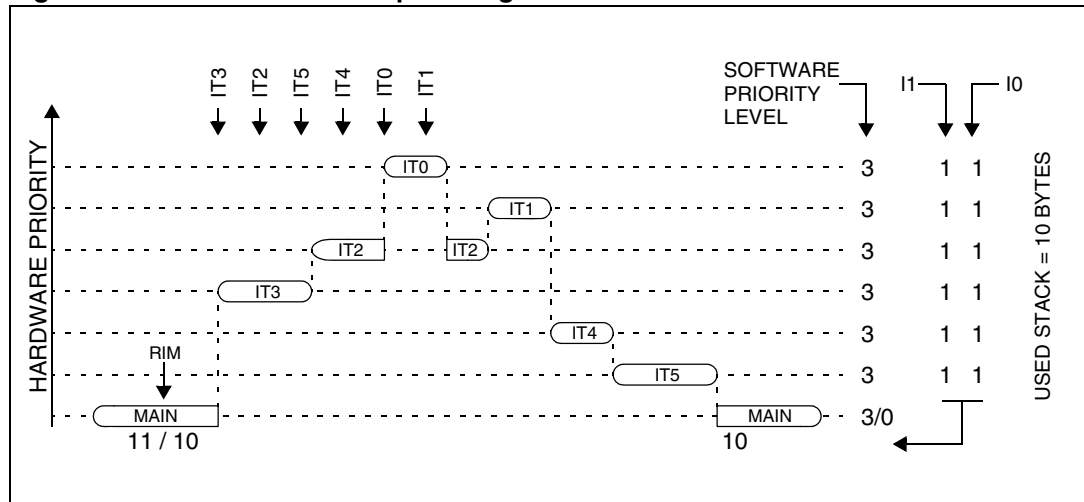 IT3
IT2
IT5
IT4
IT0
IT1
SOFTWARE
PRIORITY
LEVEL
I1
I0
HARDWARE PRIORITY
IT0
3
1 1
IT1
3
1 1
IT2
IT2
3
1 1
IT3
3
1 1
IT4
3
1 1
RIM
IT5
3
1 1
MAIN
MAIN
3/0
11 / 10
10
USED STACK = 10 BYTES